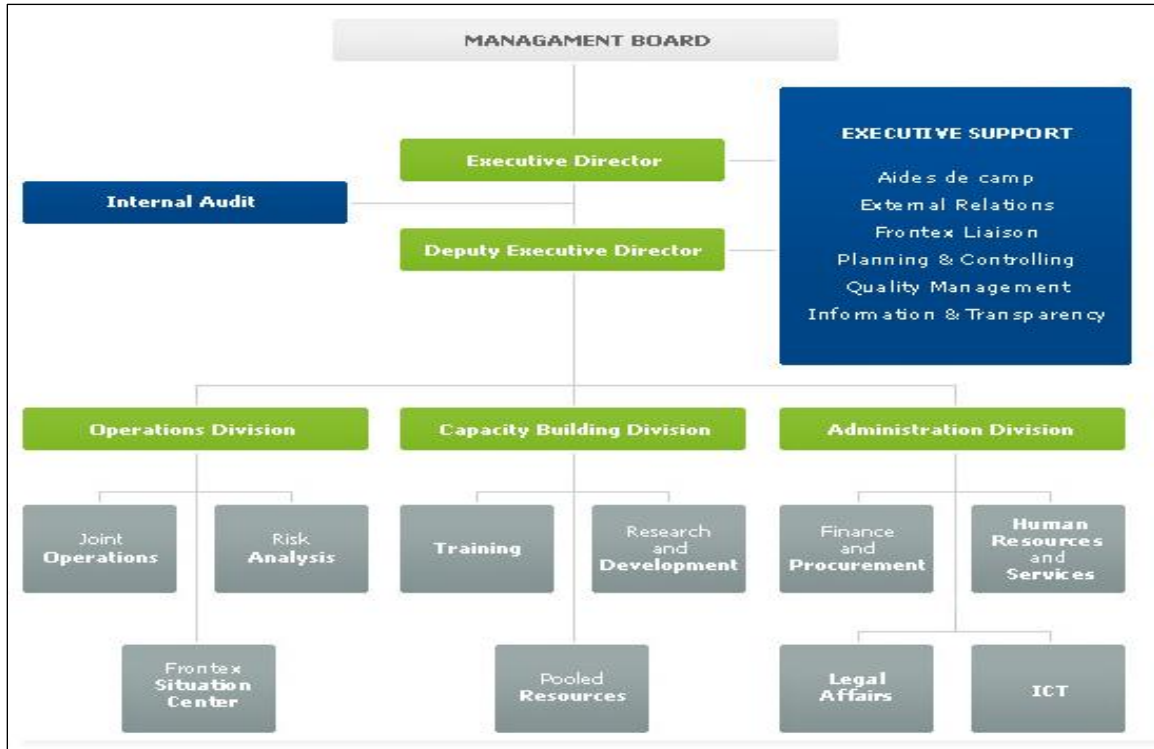 MANAGAMENT BOARD
Executive Director
Internal Audit
Deputy Executive Director
EXECUTIVE SUPPORT
Aides de camp
External Relations
Frontex Liaison
Planning & Controlling
Quality Management
Information & Transparency
Operations Division
Capacity Building Division
Administration Division
Joint
Operations
Risk
Analysis
Training
Research
and
Development
Finance
and
Procurement
Human
Resources
and
Services
Frontex
Situation
Center
Pooled
Resources
Legal
Affairs
ICT